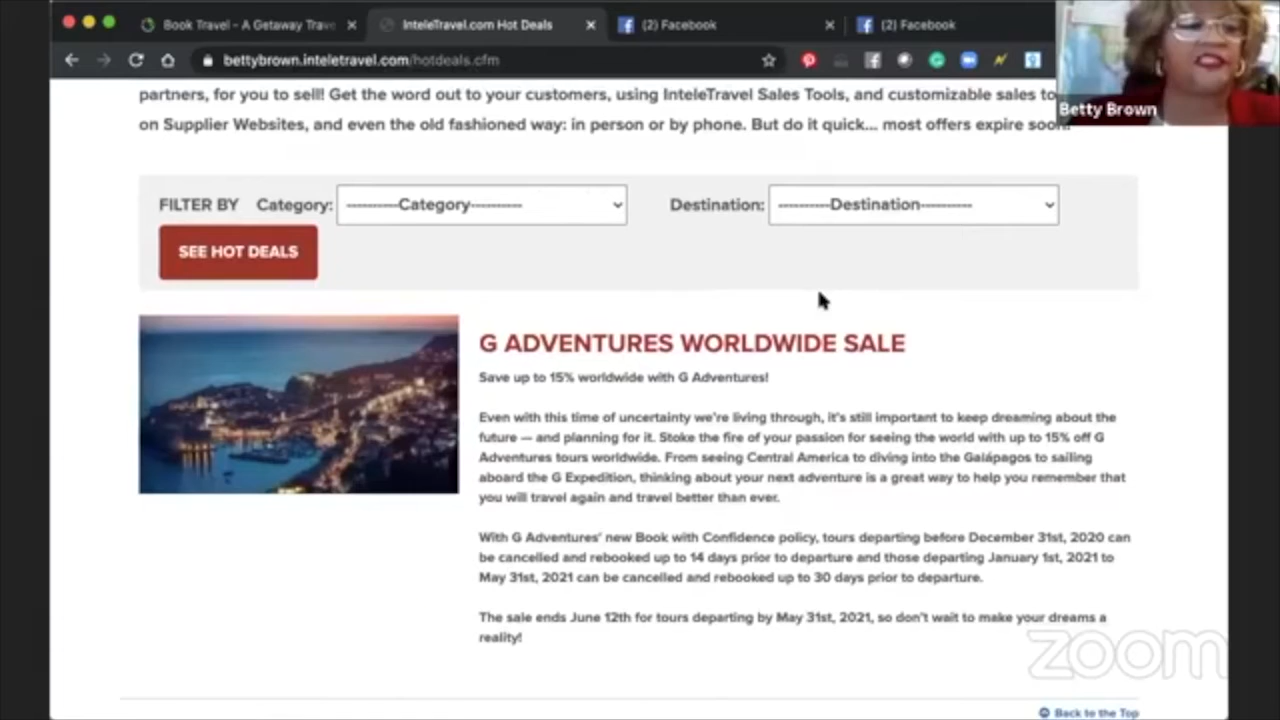 Book Travel - A Getaway Trave
InteleTravel.com Hot Deals
(2) Facebook
(2) Facebook
bettybrown.inteletravel.com/hotdeals.cfm
Betty Brown
partners, for you to sell! Get the word out to your customers, using InteleTravel Sales Tools, and customizable sales to
on Supplier Websites, and even the old fashioned way: in person or by phone. But do it quick... most offers expire soon!
FILTER BY Category: ----------Category---------- Destination: ----------Destination----------
SEE HOT DEALS
G ADVENTURES WORLDWIDE SALE
Save up to 15% worldwide with G Adventures!
Even with this time of uncertainty we're living through, it's still important to keep dreaming about the
future — and planning for it. Stoke the fire of your passion for seeing the world with up to 15% off G
Adventures tours worldwide. From seeing Central America to diving into the Galápagos to sailing
aboard the G Expedition, thinking about your next adventure is a great way to help you remember that
you will travel again and travel better than ever.
With G Adventures' new Book with Confidence policy, tours departing before December 31st, 2020 can
be cancelled and rebooked up to 14 days prior to departure and those departing January 1st, 2021 to
May 31st, 2021 can be cancelled and rebooked up to 30 days prior to departure.
The sale ends June 12th for tours departing by May 31st, 2021, so don't wait to make your dreams a
reality!
zoom
Back to the Top